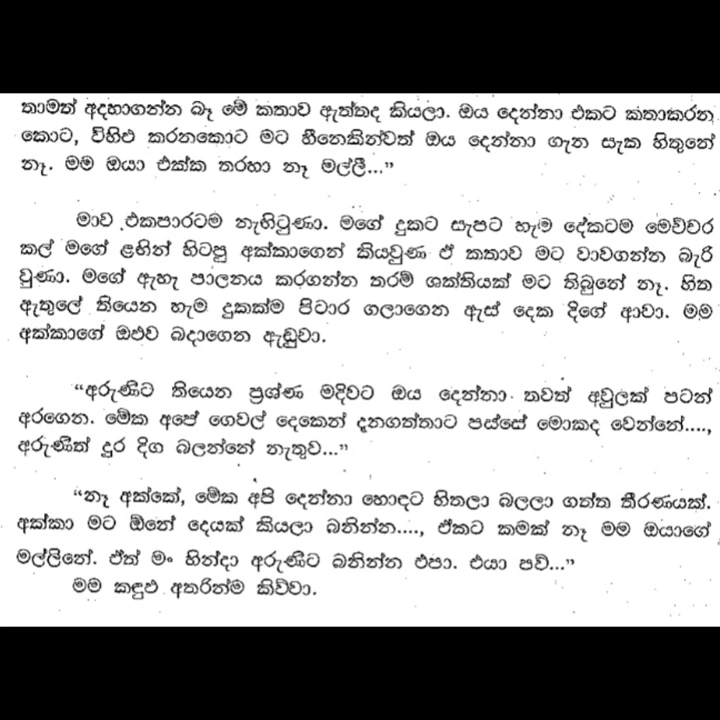 තාමත් අදහාගන්න බෑ මේ කතාව ඇත්තද කියලා. ඔය දෙන්නා එකට කතාකරන
කොට, විහිළු කරනකොට මට හීනෙකින්වත් ඔය දෙන්නා ගැන සැක හිතුනේ
නෑ. මම ඔයා එක්ක තරහා නෑ මල්ලී...”
මාව එකපාරටම නැඟිටුණා. මගේ දුකට සැපට හැම දේකටම මෙච්චර
කල් මගේ ළඟින් හිටපු අක්කාගෙන් කියවුණ ඒ කතාව මට වාවගන්න බැරි
වුණා. මගේ ඇහැ පාලනය කරගන්න තරම් ශක්තියක් මට තිබුනේ නෑ. හිත
ඇතුලේ තියෙන හැම දුකක්ම පිටාර ගලාගෙන ඇස් දෙක දිගේ ආවා. මම
අක්කාගේ ඔළුව බදාගෙන ඇඬුවා.
“අරුණිට තියෙන ප්‍රශ්ණ මදිවට ඔය දෙන්නා තවත් අවුලක් පටන්
අරගෙන. මේක අපේ ගෙවල් දෙකෙන් දැනගත්තාට පස්සේ මොකද වෙන්නේ....,
අරුණිත් දුර දිග බලන්නේ නැතුව...”
“නෑ අක්කේ, මේක අපි දෙන්නා හොඳට හිතලා බලලා ගත්ත තීරණයක්.
අක්කා මට ඕනේ දෙයක් කියලා බනින්න...., ඒකට කමක් නෑ මම ඔයාගේ
මල්ලිනේ. ඒත් මං හින්දා අරුණිට බනින්න එපා. එයා පව්...”
මම කඳුළු අතරින්ම කිව්වා.